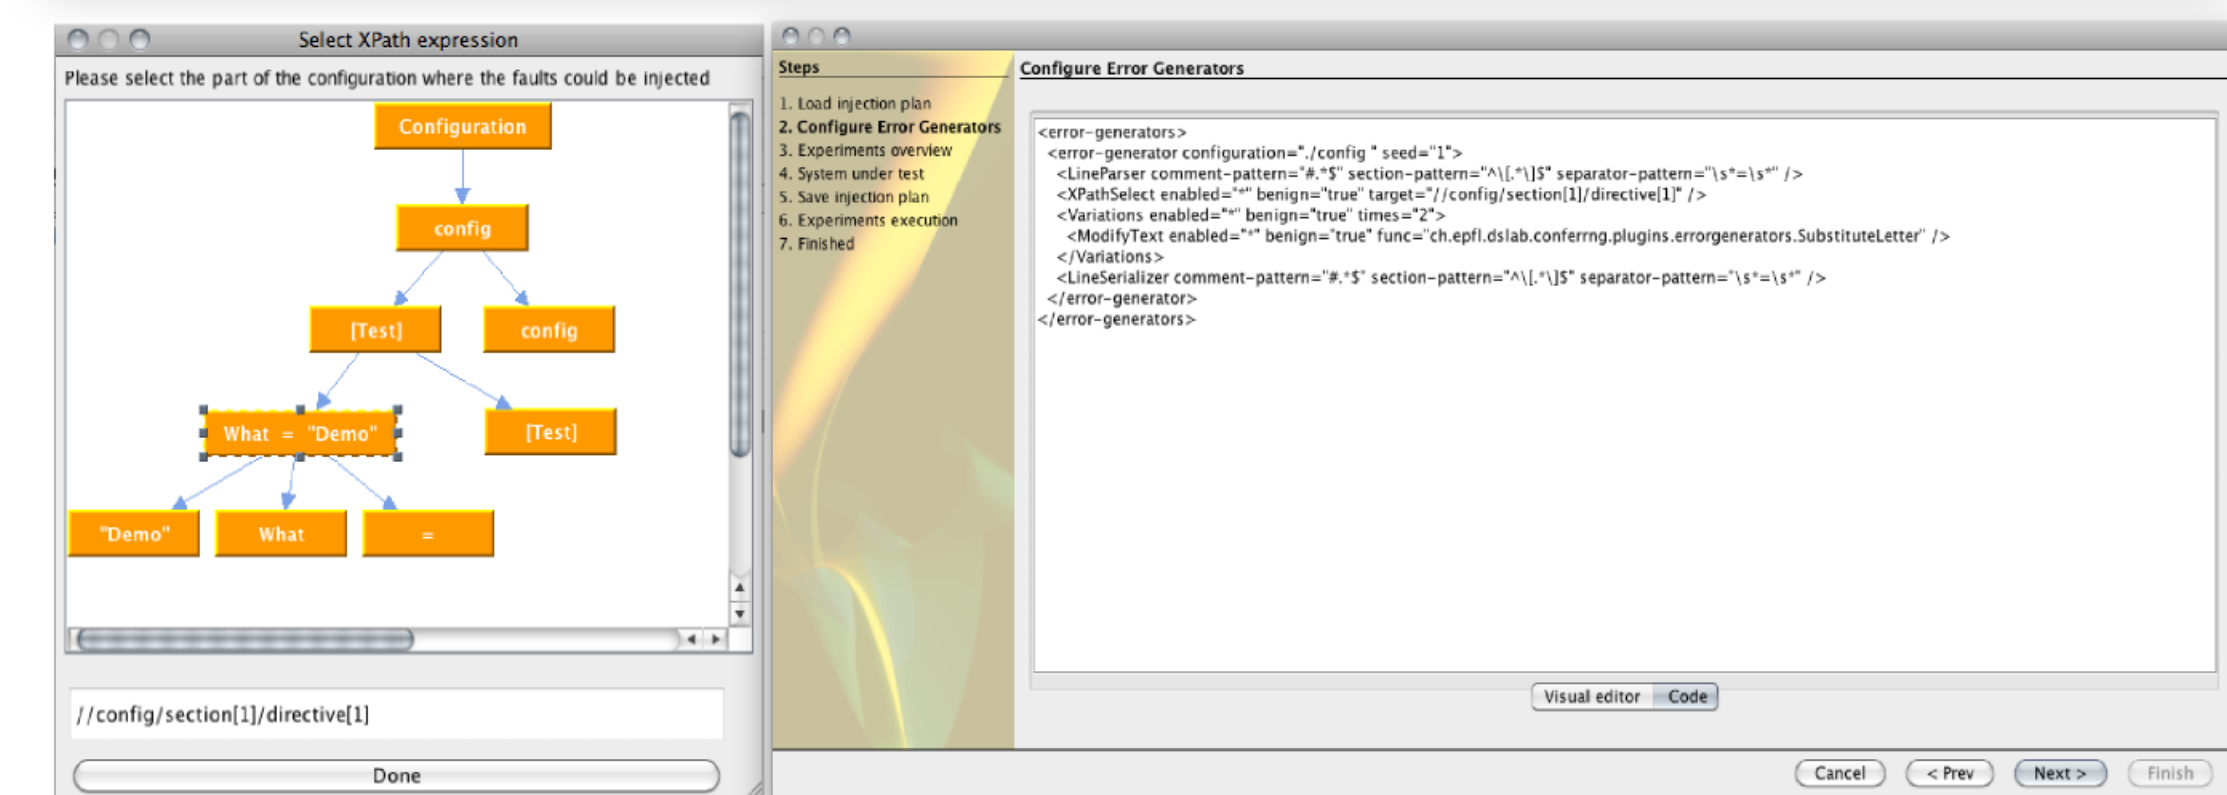 Select XPath expression
Please select the part of the configuration where the faults could be injected
Configuration
config
[Test]
config
What = "Demo"
[Test]
"Demo"
What
=
//config/section[1]/directive[1]
Done
Steps
1. Load injection plan
2. Configure Error Generators
3. Experiments overview
4. System under test
5. Save injection plan
6. Experiments execution
7. Finished
Configure Error Generators
<error-generators>
<error-generator configuration="./config " seed="1">
<LineParser comment-pattern="#.*$" section-pattern="^\[.*\]$" separator-pattern="\s*=\s*" />
<XPathSelect enabled="*" benign="true" target="//config/section[1]/directive[1]" />
<Variations enabled="*" benign="true" times="2">
<ModifyText enabled="*" benign="true" func="ch.epfl.dslab.conferrng.plugins.errorgenerators.SubstituteLetter" />
</Variations>
<LineSerializer comment-pattern="#.*$" section-pattern="^\[.*\]$" separator-pattern="\s*=\s*" />
</error-generator>
</error-generators>
Visual editor
Code
Cancel
< Prev
Next >
Finish